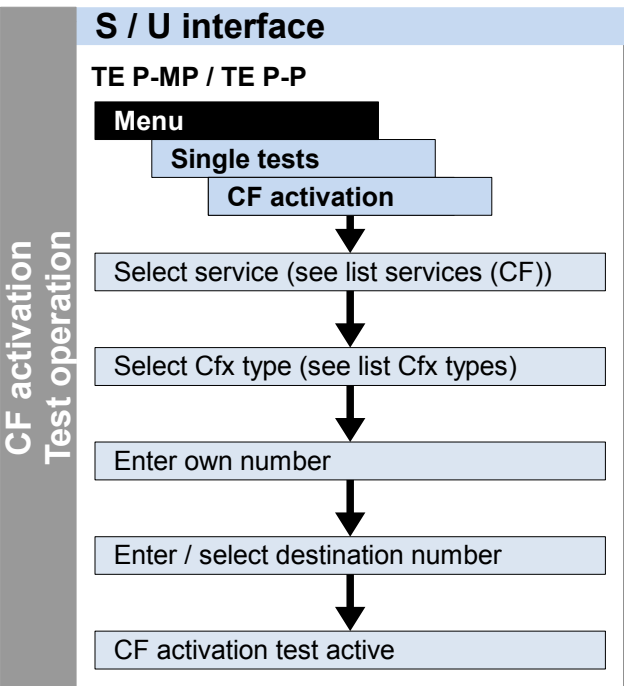 S / U interface
TE P-MP / TE P-P
Menu
Single tests
CF activation
Select service (see list services (CF))
Select Cfx type (see list Cfx types)
Enter own number
Enter / select destination number
CF activation test active
CF activation
Test operation